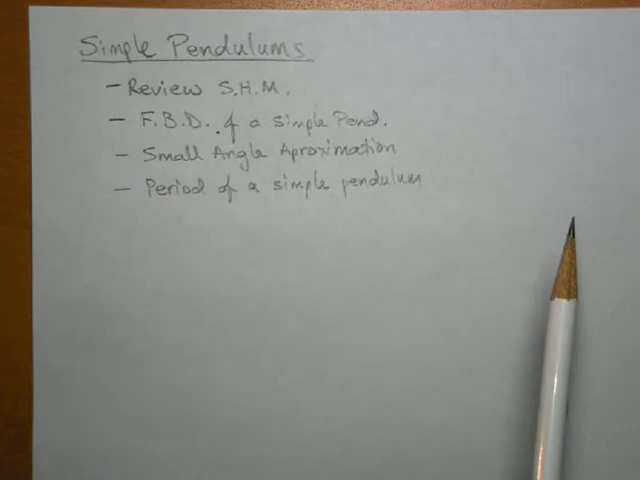 Simple Pendulums
- Review S.H.M.
- F.B.D. of a Simple Pend.
- Small Angle Aproximation
- Period of a simple pendulum